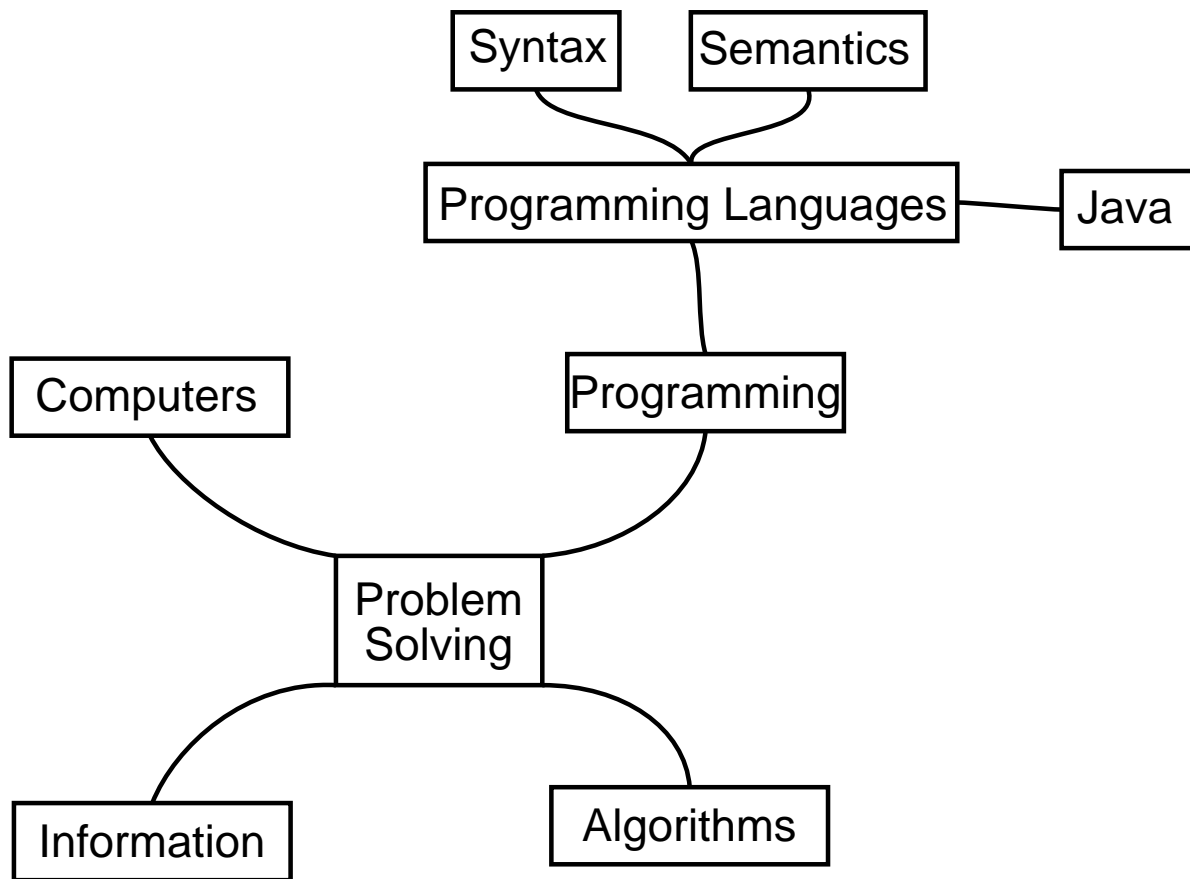 Syntax
Semantics
Programming Languages
Java
Computers
Programming
Problem
Solving
Information
Algorithms